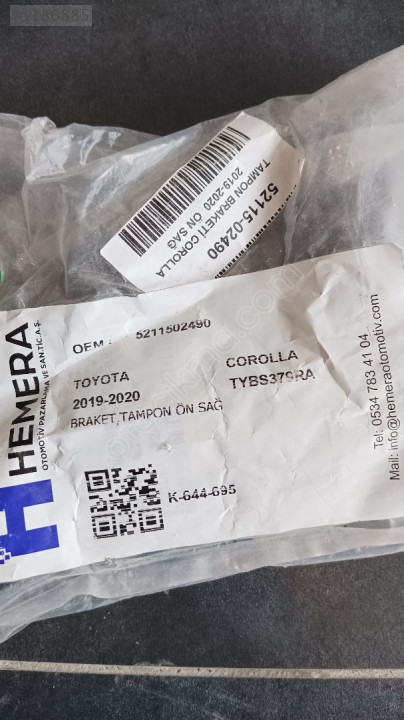 52115-02490
TAMPON BRAKETİ COROLLA
2019-2020 ÖN SAĞ
HEMERA
OTOMOTİV PAZARLAMA VE SAN.TİC.A.Ş.
OEM : 5211502490
TOYOTA COROLLA
2019-2020 TYBS379RA
BRAKET,TAMPON ÖN SAĞ
K-644-695
Tel: 0534 783 41 04
Mail: info@hemeraotomotiv.com